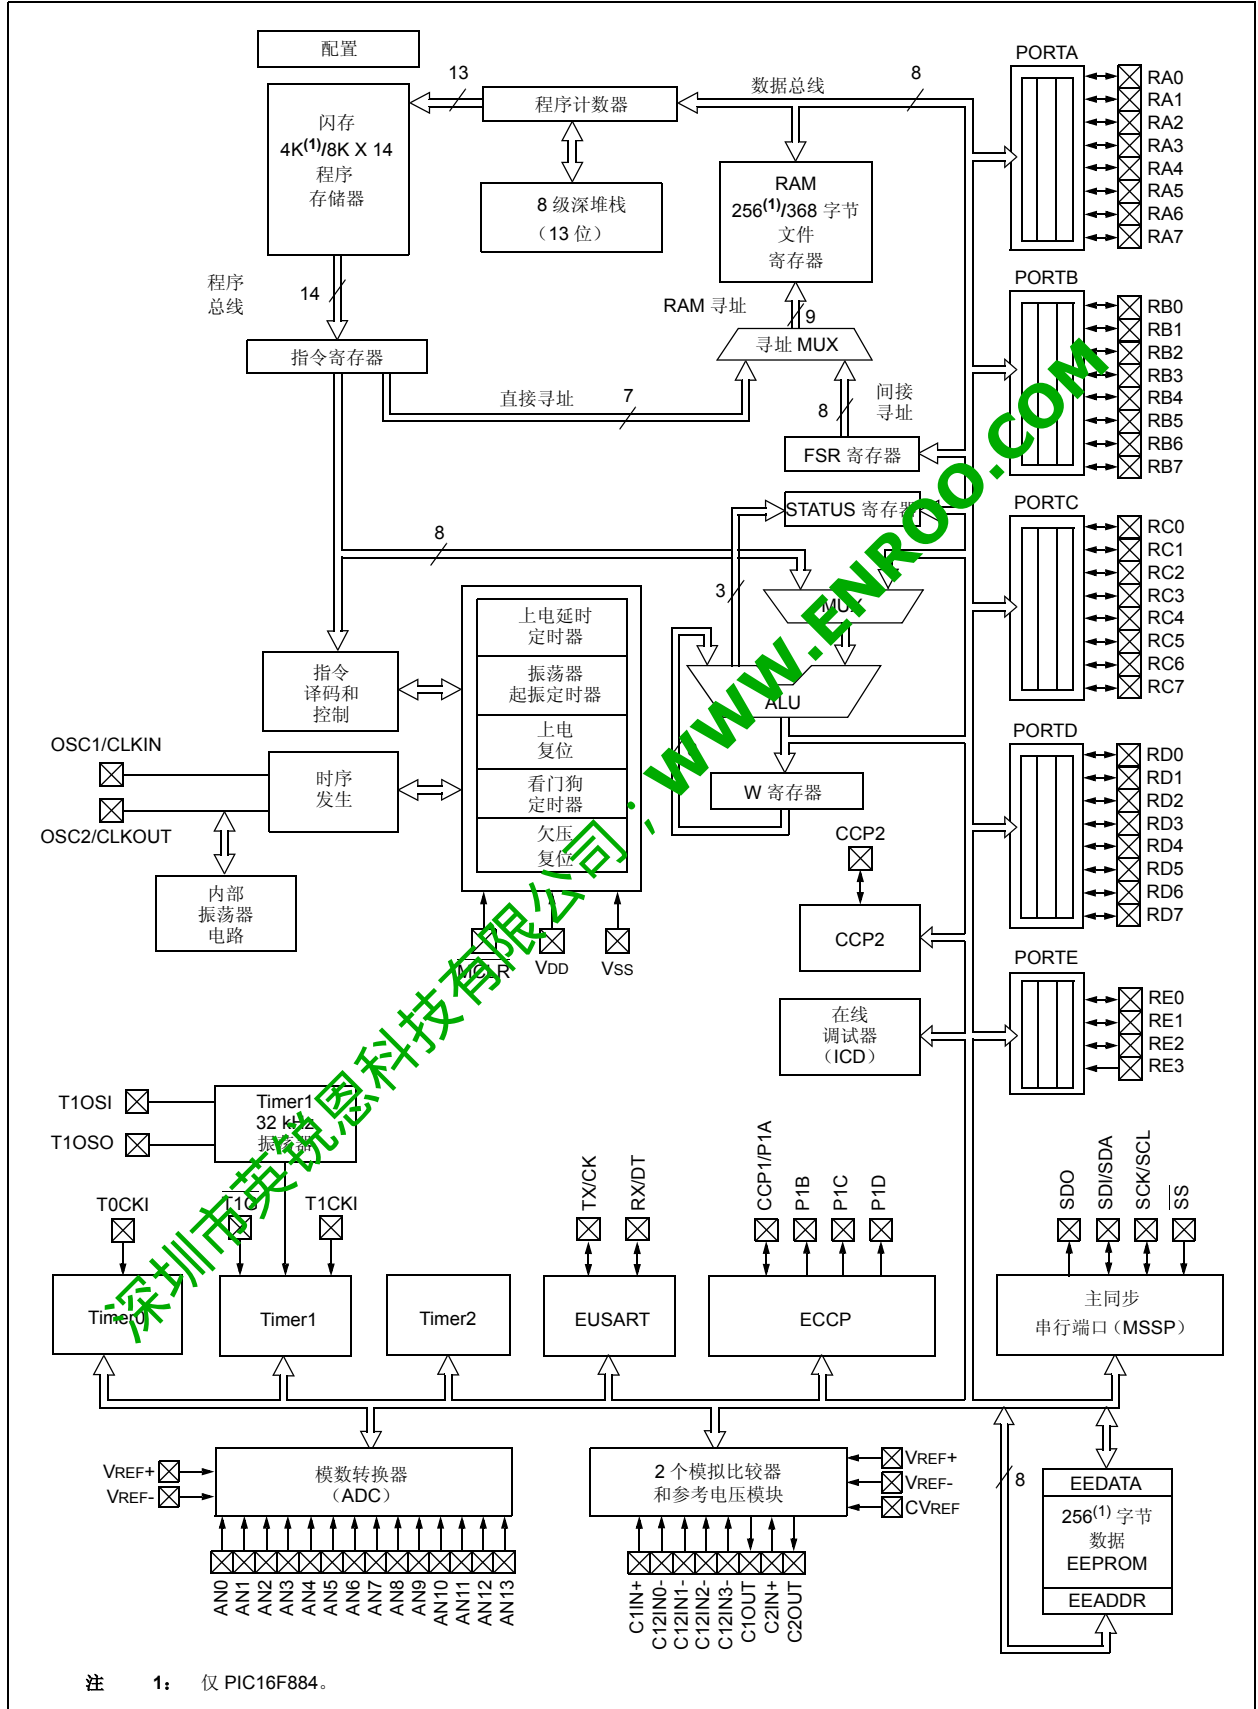 配置
闪存
4K(1)/8K X 14
程序
存储器
13
程序计数器
数据总线
8
8 级深堆栈
（13 位）
RAM
256(1)/368 字节
文件
寄存器
程序
总线
14
RAM 寻址
9
指令寄存器
寻址 MUX
直接寻址
7
8
间接
寻址
FSR 寄存器
STATUS 寄存器
8
3
MUX
ALU
8
W 寄存器
上电延时
定时器
振荡器
起振定时器
上电
复位
看门狗
定时器
欠压
复位
指令
译码和
控制
OSC1/CLKIN
OSC2/CLKOUT
时序
发生
内部
振荡器
电路
MCLR
VDD
VSS
CCP2
CCP2
在线
调试器
（ICD）
PORTA
RA0
RA1
RA2
RA3
RA4
RA5
RA6
RA7
PORTB
RB0
RB1
RB2
RB3
RB4
RB5
RB6
RB7
PORTC
RC0
RC1
RC2
RC3
RC4
RC5
RC6
RC7
PORTD
RD0
RD1
RD2
RD3
RD4
RD5
RD6
RD7
PORTE
RE0
RE1
RE2
RE3
T1OSI
T1OSO
Timer1
32 kHz
振荡器
T0CKI
T1G
T1CKI
TX/CK
RX/DT
CCP1/P1A
P1B
P1C
P1D
SDO
SDI/SDA
SCK/SCL
SS
Timer0
Timer1
Timer2
EUSART
ECCP
主同步
串行端口（MSSP）
VREF+
VREF-
模数转换器
（ADC）
AN0
AN1
AN2
AN3
AN4
AN5
AN6
AN7
AN8
AN9
AN10
AN11
AN12
AN13
2 个模拟比较器
和参考电压模块
VREF+
VREF-
CVREF
C1IN+
C12IN0-
C12IN1-
C12IN2-
C12IN3-
C1OUT
C2IN+
C2OUT
8
EEDATA
256(1) 字节
数据
EEPROM
EEADDR
注 1： 仅 PIC16F884。
深圳市英锐恩科技有限公司；WWW.ENROO.COM